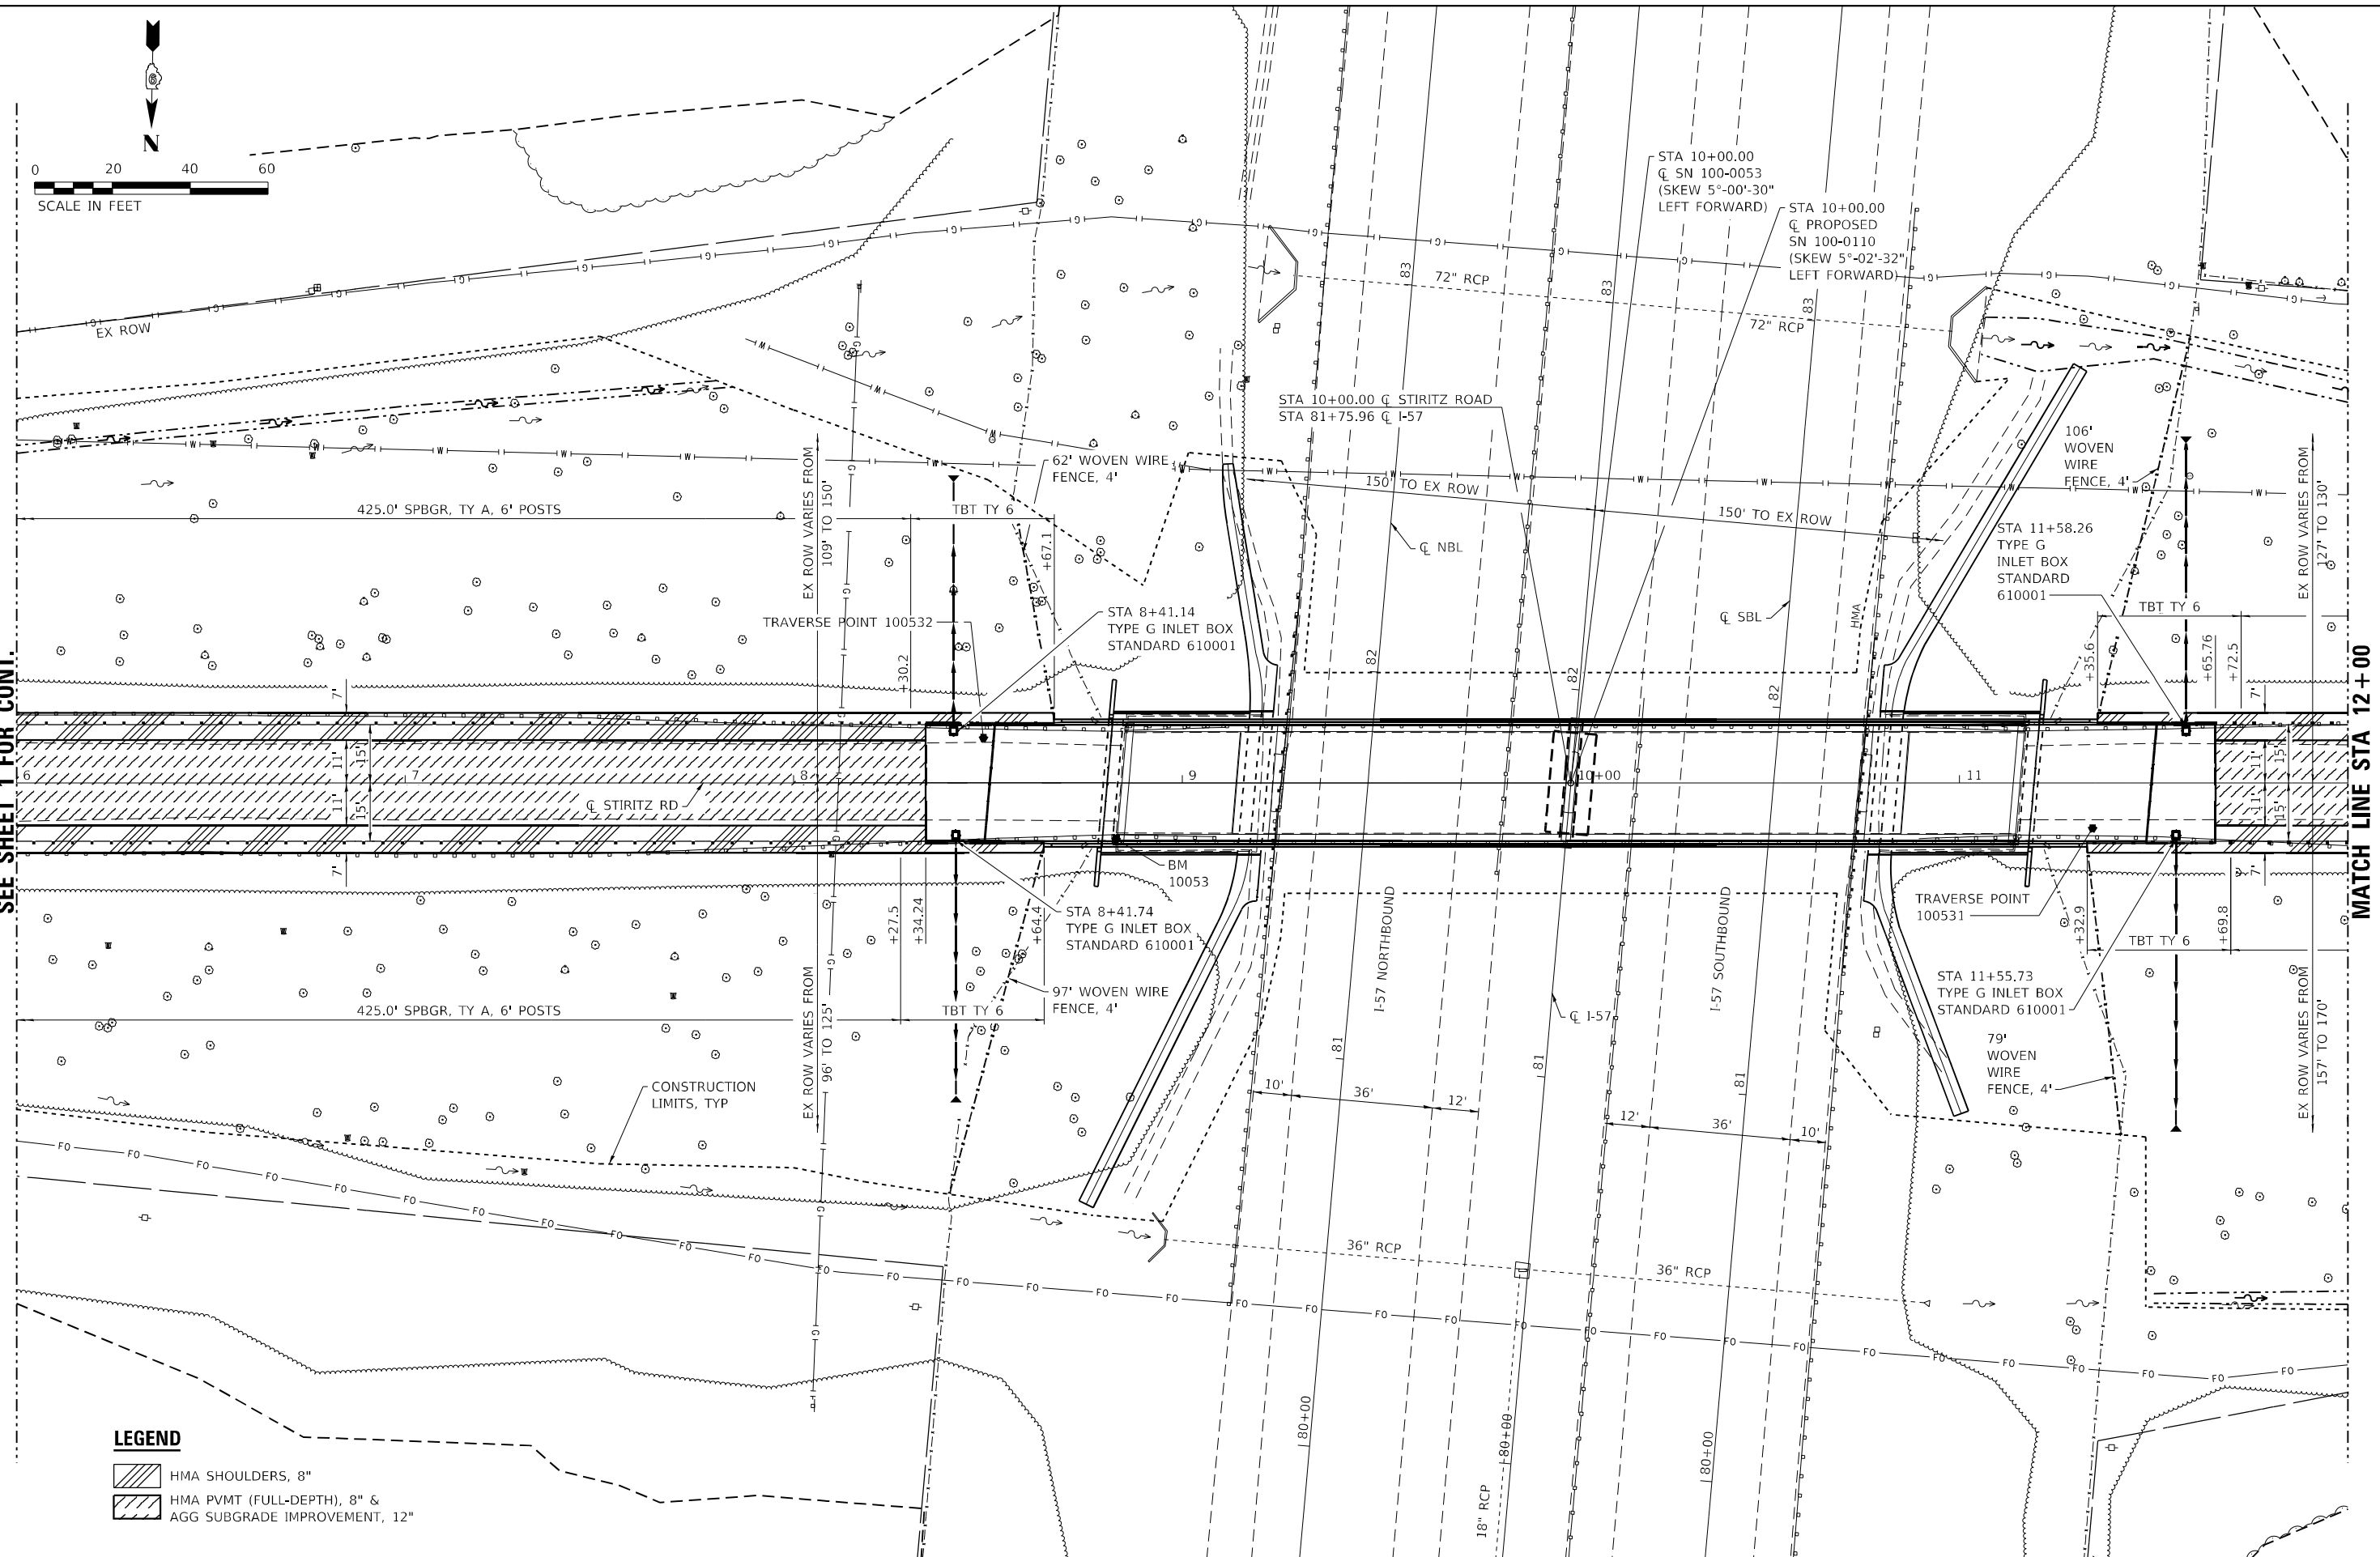 6
N
0 20 40 60
SCALE IN FEET
EX ROW
STA 10+00.00
℄ SN 100-0053
(SKEW 5°-00'-30"
LEFT FORWARD)
STA 10+00.00
℄ PROPOSED
SN 100-0110
(SKEW 5°-02'-32"
LEFT FORWARD)
72" RCP
72" RCP
83
83
83
STA 10+00.00 ℄ STIRITZ ROAD
STA 81+75.96 ℄ I-57
62' WOVEN WIRE
FENCE, 4'
150' TO EX ROW
150' TO EX ROW
106'
WOVEN
WIRE
FENCE, 4'
425.0' SPBGR, TY A, 6' POSTS
TBT TY 6
EX ROW VARIES FROM
109' TO 150'
+67.1
+30.2
℄ NBL
℄ SBL
HMA
STA 11+58.26
TYPE G
INLET BOX
STANDARD
610001
EX ROW VARIES FROM
127' TO 130'
TBT TY 6
+35.6
+65.76
+72.5
TRAVERSE POINT 100532
STA 8+41.14
TYPE G INLET BOX
STANDARD 610001
82
82
82
SEE SHEET 1 FOR CONT.
MATCH LINE STA 12+00
7'
7'
11'
15'
11'
15'
6
7
8
9
10+00
11
11'
15'
11'
15'
℄ STIRITZ RD
7'
7'
BM
10053
STA 8+41.74
TYPE G INLET BOX
STANDARD 610001
+27.5
+34.24
+64.4
TRAVERSE POINT
100531
+32.9
+69.8
TBT TY 6
I-57 NORTHBOUND
I-57 SOUTHBOUND
97' WOVEN WIRE
FENCE, 4'
425.0' SPBGR, TY A, 6' POSTS
TBT TY 6
EX ROW VARIES FROM
96' TO 125'
STA 11+55.73
TYPE G INLET BOX
STANDARD 610001
EX ROW VARIES FROM
157' TO 170'
℄ I-57
79'
WOVEN
WIRE
FENCE, 4'
81
81
81
CONSTRUCTION
LIMITS, TYP
10'
36'
12'
12'
36'
10'
36" RCP
36" RCP
80+00
80+00
80+00
18" RCP
LEGEND
HMA SHOULDERS, 8"
HMA PVMT (FULL-DEPTH), 8" &
AGG SUBGRADE IMPROVEMENT, 12"